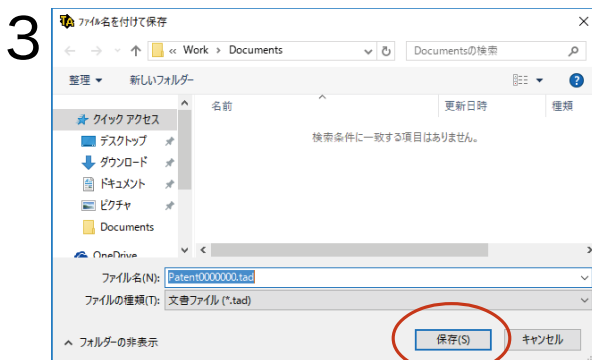 3
ファイル名を付けて保存
« Work › Documents
Documentsの検索
整理
新しいフォルダー
名前
更新日時
種類
検索条件に一致する項目はありません。
クイック アクセス
デスクトップ
ダウンロード
ドキュメント
ピクチャ
Documents
OneDrive
ファイル名(N): Patent0000000.tad
ファイルの種類(T): 文書ファイル (*.tad)
フォルダーの非表示
保存(S)
キャンセル